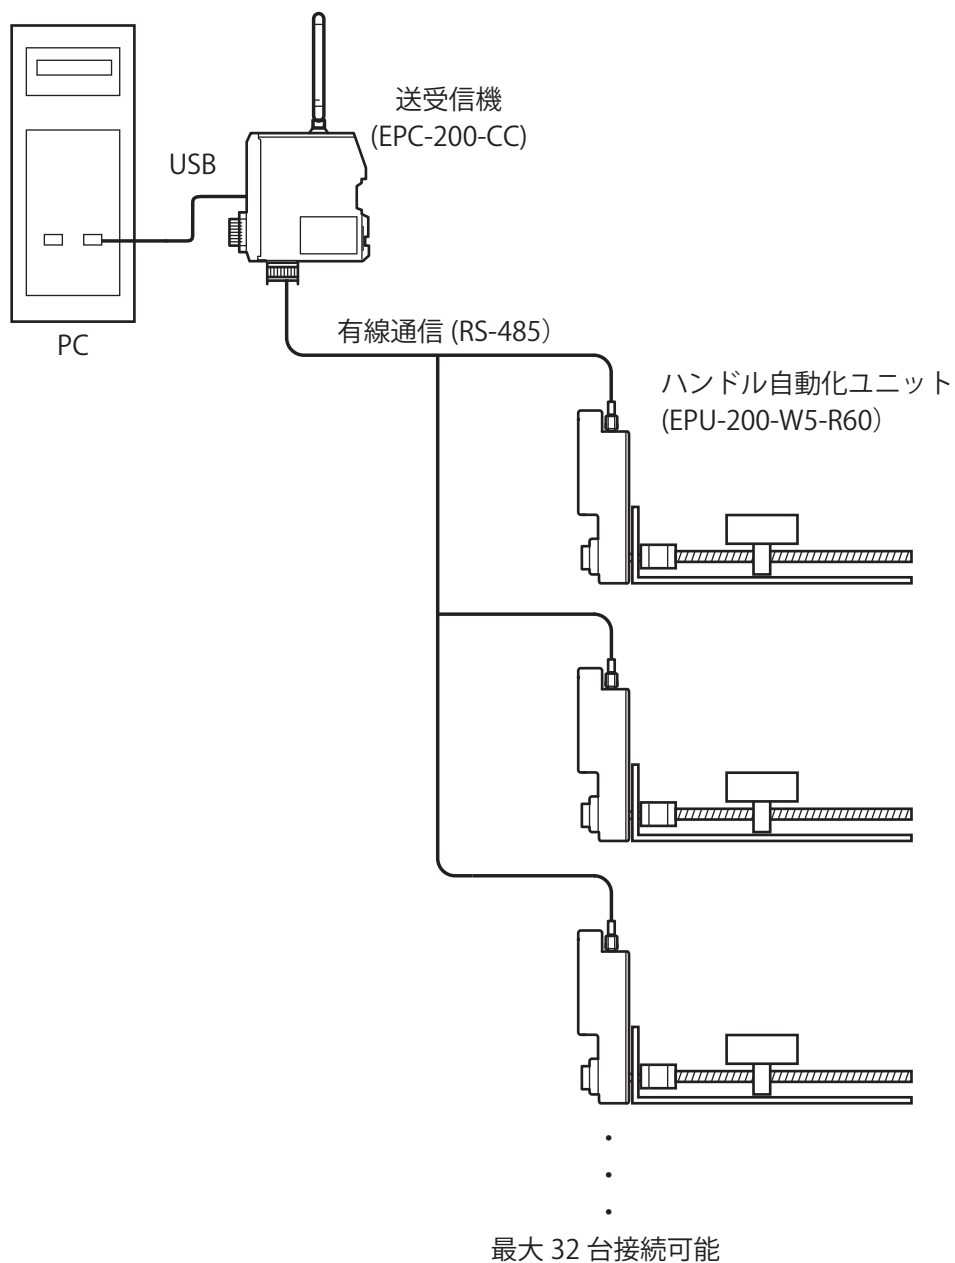 送受信機
(EPC-200-CC)
USB
PC
有線通信 (RS-485）
ハンドル自動化ユニット
(EPU-200-W5-R60）
・
・
・
最大 32 台接続可能